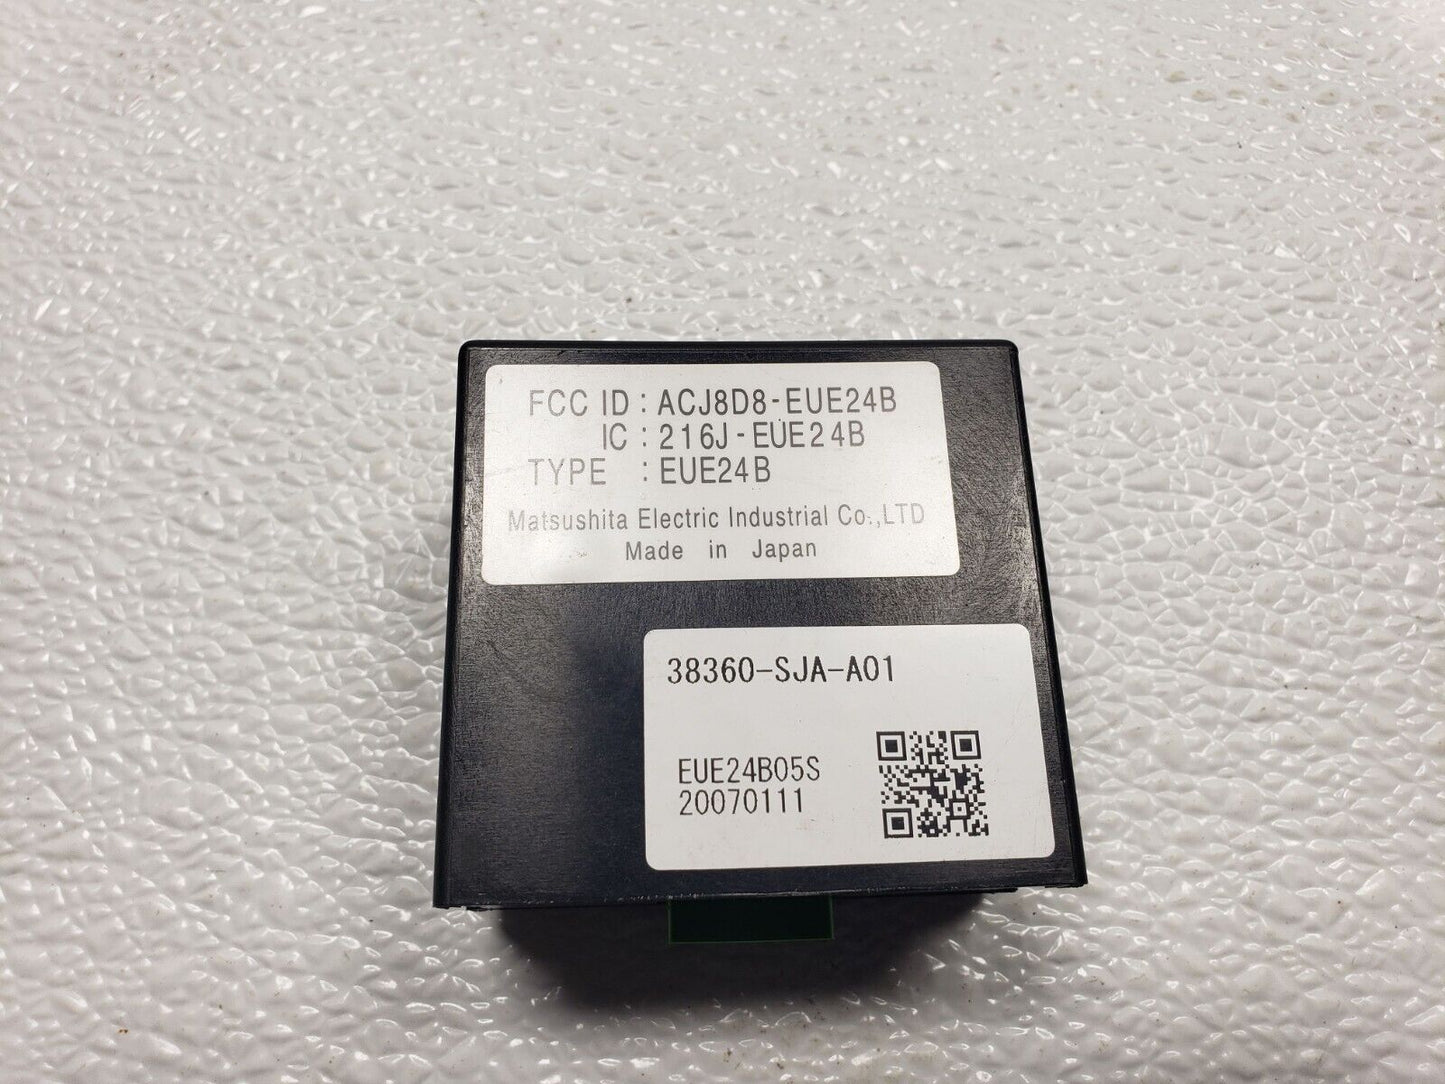 FCC ID : ACJ8D8-EUE24B
IC : 216J-EUE24B
TYPE : EUE24B
Matsushita Electric Industrial Co.,LTD
Made in Japan
38360-SJA-A01
EUE24B05S
20070111